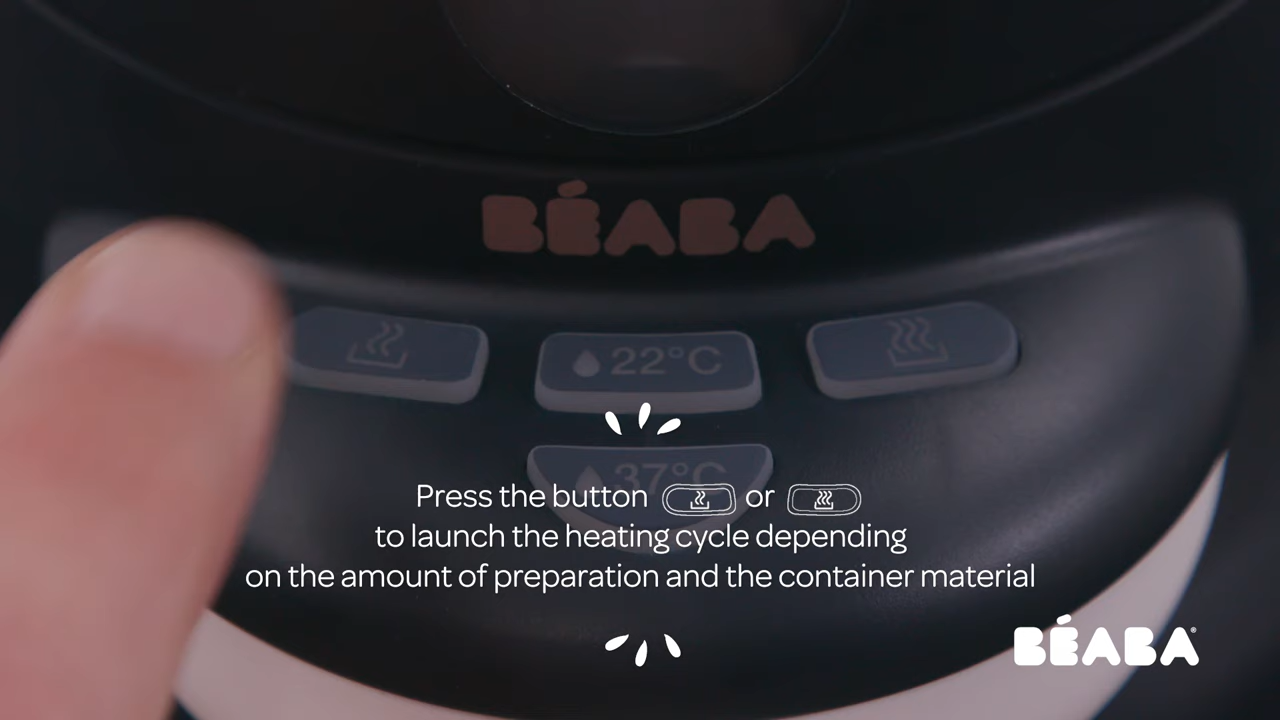 BÉABA
22°C
37°C
Press the button or
to launch the heating cycle depending
on the amount of preparation and the container material
BÉABA®